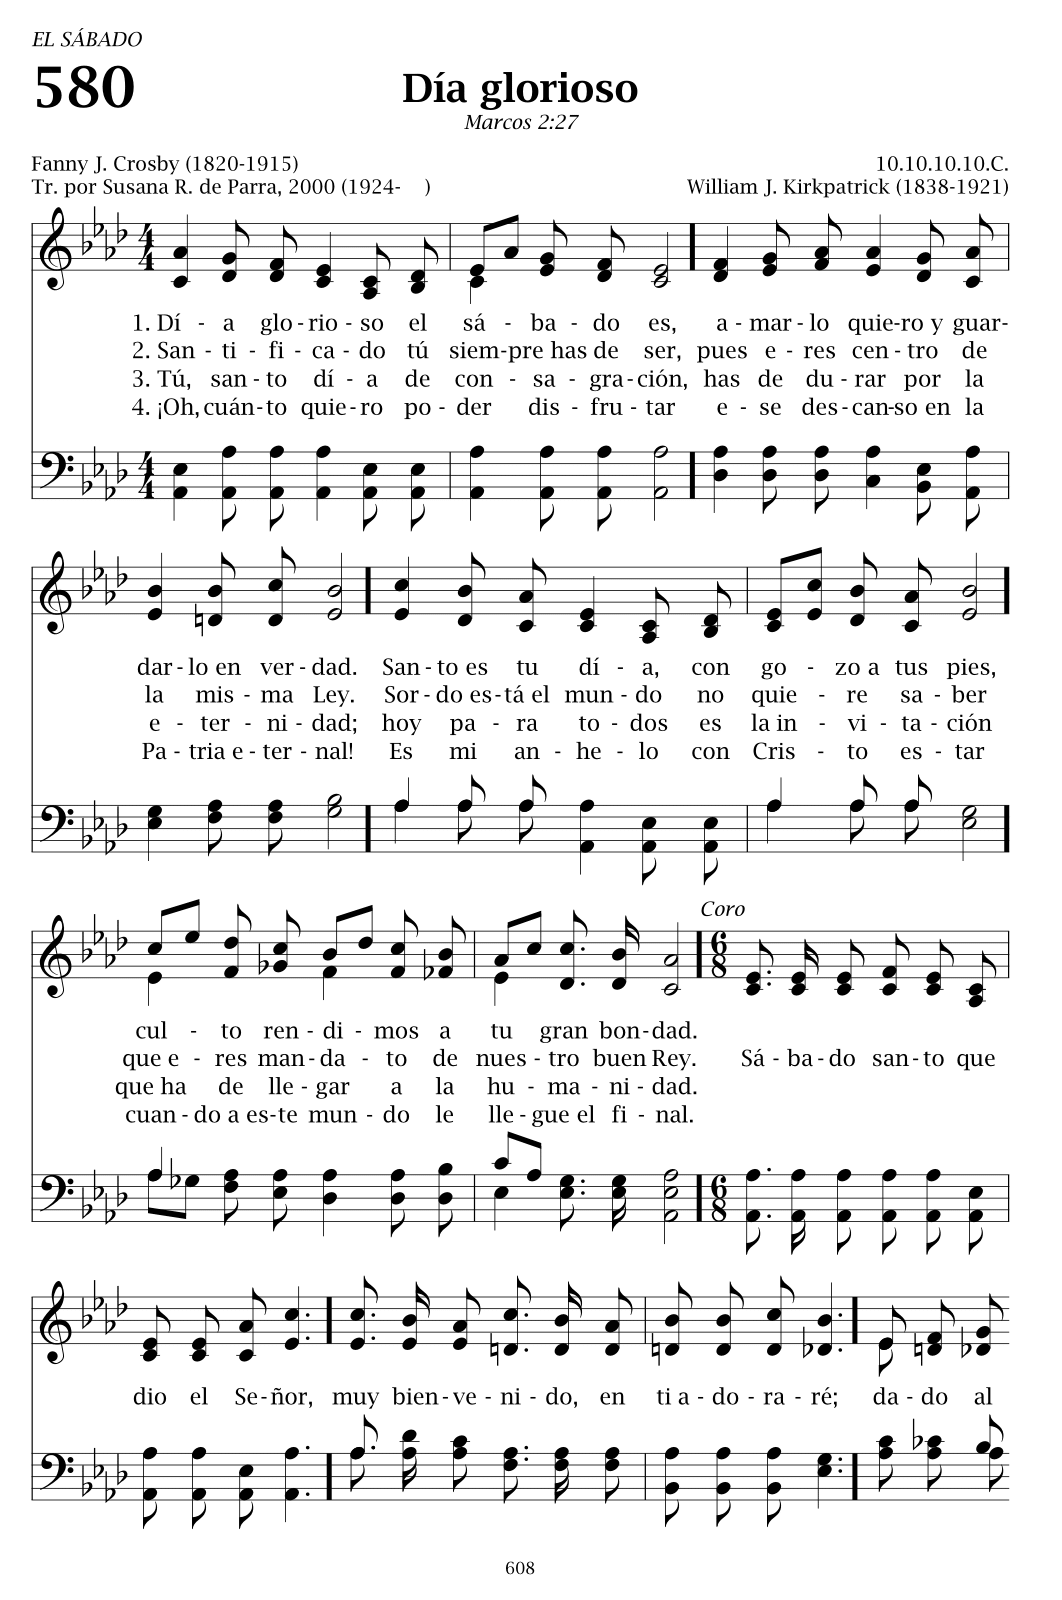 EL SÁBADO
580
Día glorioso
Marcos 2:27
Fanny J. Crosby (1820-1915) 10.10.10.10.C.
Tr. por Susana R. de Parra, 2000 (1924-    ) William J. Kirkpatrick (1838-1921)
4 4
1. Dí - a glo - rio - so el sá - ba - do es, a - mar - lo quie - ro y guar-
2. San - ti - fi - ca - do tú siem - pre has de ser, pues e - res cen - tro de
3. Tú, san - to dí - a de con - sa - gra - ción, has de du - rar por la
4. ¡Oh, cuán - to quie - ro po - der dis - fru - tar e - se des - can - so en la
4 4
dar - lo en ver - dad. San - to es tu dí - a, con go - zo a tus pies,
la mis - ma Ley. Sor - do es - tá el mun - do no quie - re sa - ber
e - ter - ni - dad; hoy pa - ra to - dos es la in - vi - ta - ción
Pa - tria e - ter - nal! Es mi an - he - lo con Cris - to es - tar
Coro
6 8
cul - to ren - di - mos a tu gran bon - dad.
que e - res man - da - to de nues - tro buen Rey. Sá - ba - do san - to que
que ha de lle - gar a la hu - ma - ni - dad.
cuan - do a es - te mun - do le lle - gue el fi - nal.
6 8
dio el Se - ñor, muy bien - ve - ni - do, en ti a - do - ra - ré; da - do al
608